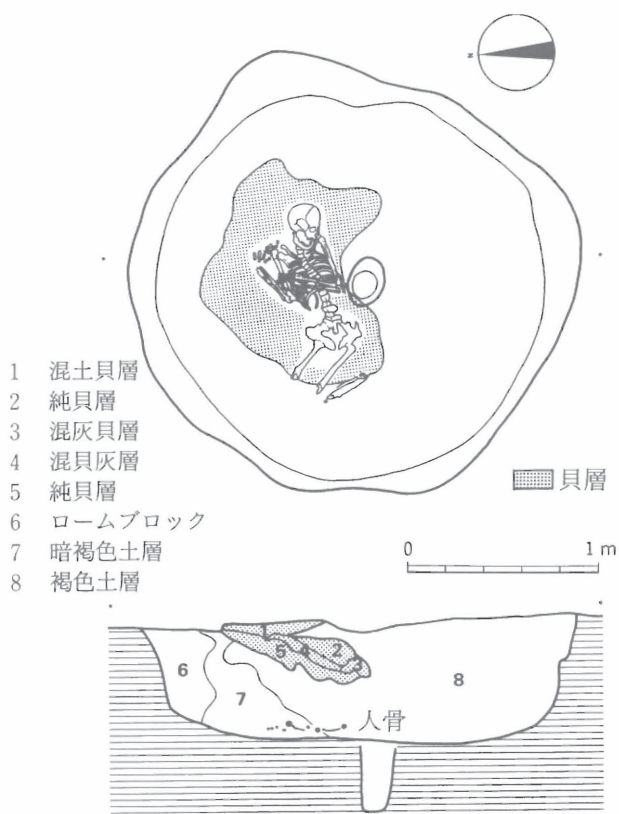 N
1 混土貝層
2 純貝層
3 混灰貝層
4 混貝灰層
5 純貝層
6 ロームブロック
7 暗褐色土層
8 褐色土層
貝層
0 1 m
1
5 4 2
3
6
7
8
人骨